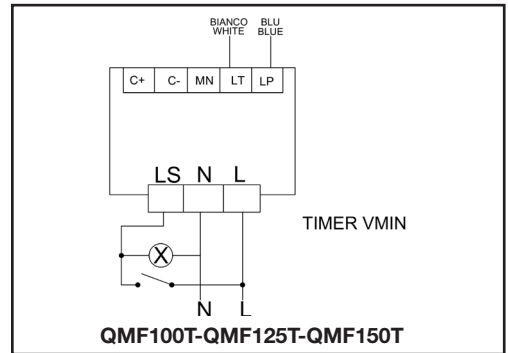 BIANCO BLU
WHITE BLUE
C+ C- MN LT LP
LS N L
TIMER VMIN
X
N L
QMF100T-QMF125T-QMF150T